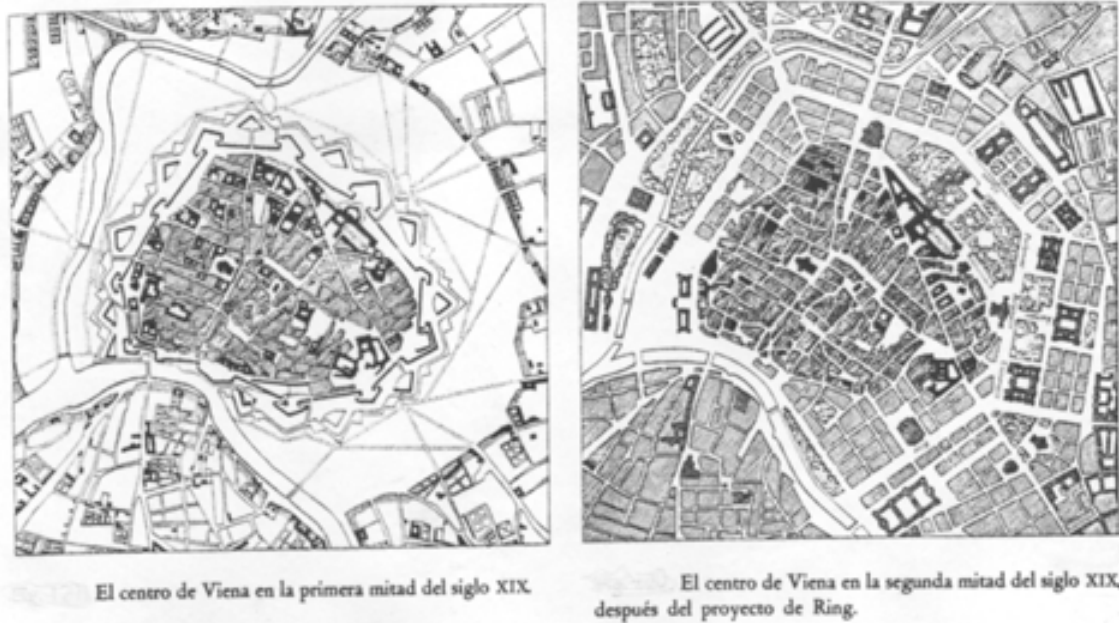 El centro de Viena en la primera mitad del siglo XIX.
El centro de Viena en la segunda mitad del siglo XIX,
después del proyecto de Ring.